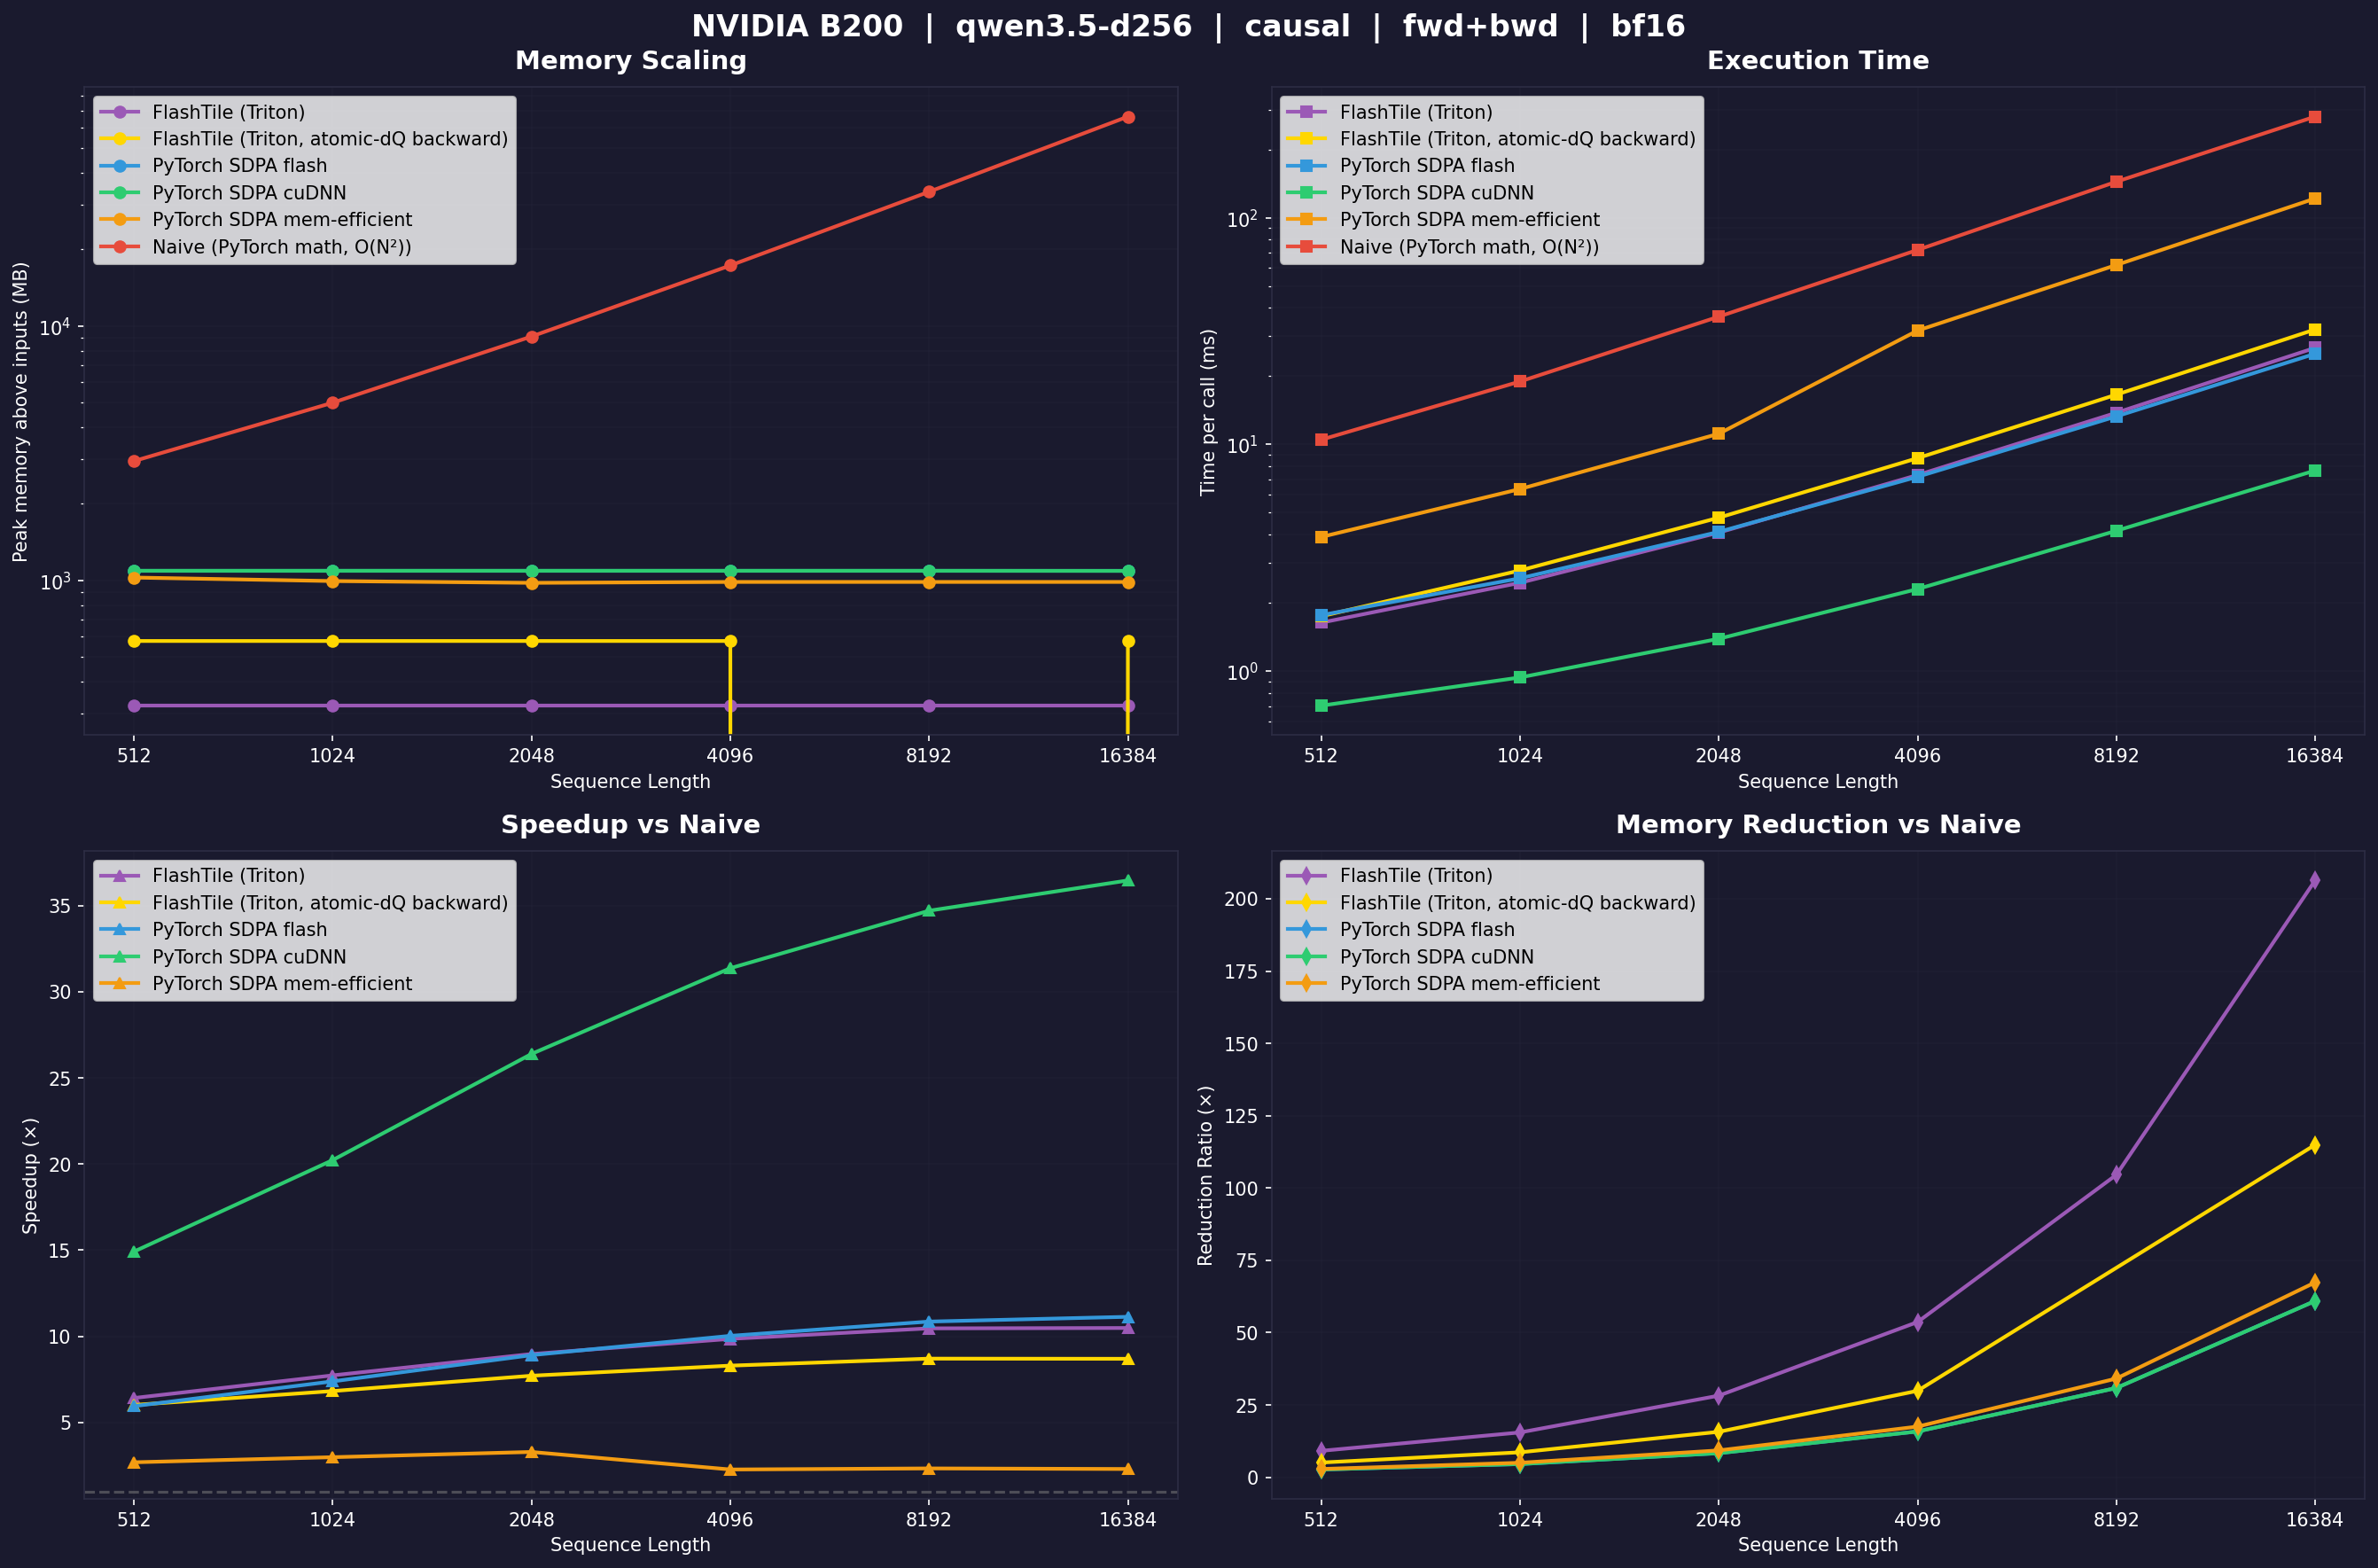 NVIDIA B200 | qwen3.5-d256 | causal | fwd+bwd | bf16
Memory Scaling
FlashTile (Triton)
FlashTile (Triton, atomic-dQ backward)
PyTorch SDPA flash
PyTorch SDPA cuDNN
PyTorch SDPA mem-efficient
Naive (PyTorch math, O(N²))
Peak memory above inputs (MB)
10⁴
10³
512 1024 2048 4096 8192 16384
Sequence Length
Execution Time
FlashTile (Triton)
FlashTile (Triton, atomic-dQ backward)
PyTorch SDPA flash
PyTorch SDPA cuDNN
PyTorch SDPA mem-efficient
Naive (PyTorch math, O(N²))
Time per call (ms)
10²
10¹
10⁰
512 1024 2048 4096 8192 16384
Sequence Length
Speedup vs Naive
FlashTile (Triton)
FlashTile (Triton, atomic-dQ backward)
PyTorch SDPA flash
PyTorch SDPA cuDNN
PyTorch SDPA mem-efficient
Speedup (×)
35
30
25
20
15
10
5
512 1024 2048 4096 8192 16384
Sequence Length
Memory Reduction vs Naive
FlashTile (Triton)
FlashTile (Triton, atomic-dQ backward)
PyTorch SDPA flash
PyTorch SDPA cuDNN
PyTorch SDPA mem-efficient
Reduction Ratio (×)
200
175
150
125
100
75
50
25
0
512 1024 2048 4096 8192 16384
Sequence Length